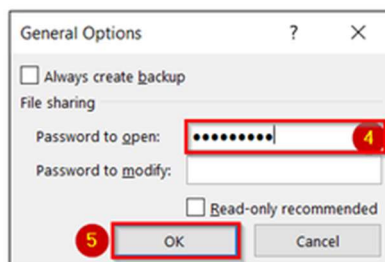 General Options ? ×
Always create backup
File sharing
Password to open: ●●●●●●●●● 4
Password to modify:
Read-only recommended
5 OK Cancel